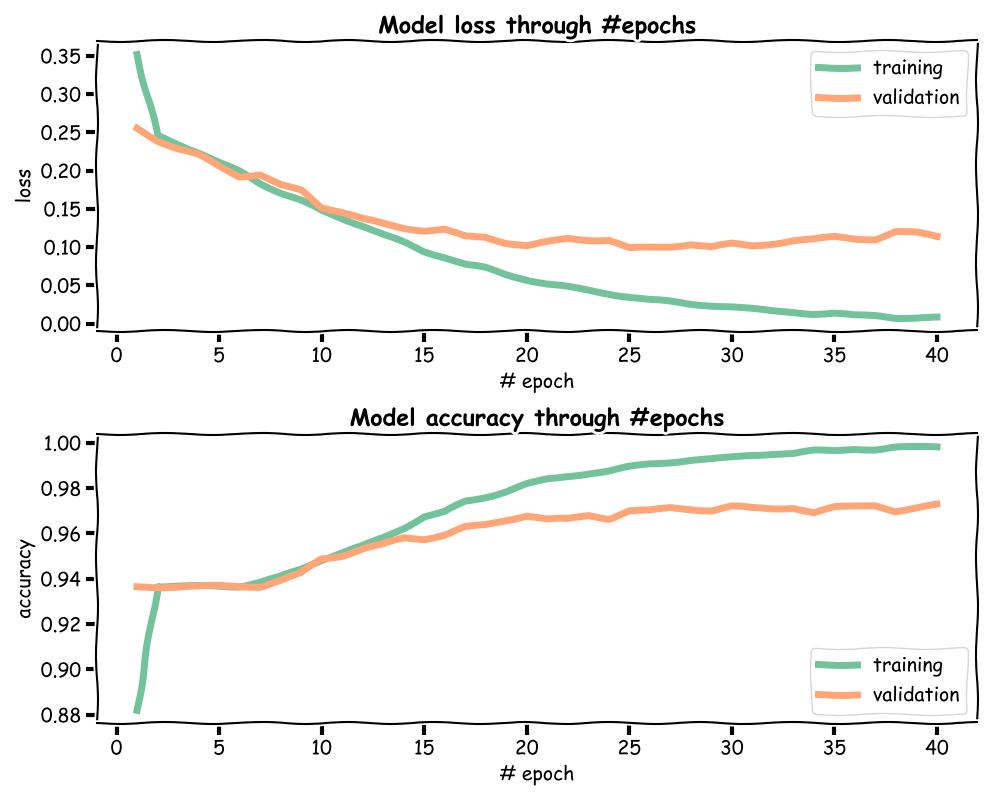 Model loss through #epochs
0.35
0.30
0.25
0.20
0.15
0.10
0.05
0.00
loss
training
validation
0 5 10 15 20 25 30 35 40
# epoch
Model accuracy through #epochs
1.00
0.98
0.96
0.94
0.92
0.90
0.88
accuracy
training
validation
0 5 10 15 20 25 30 35 40
# epoch